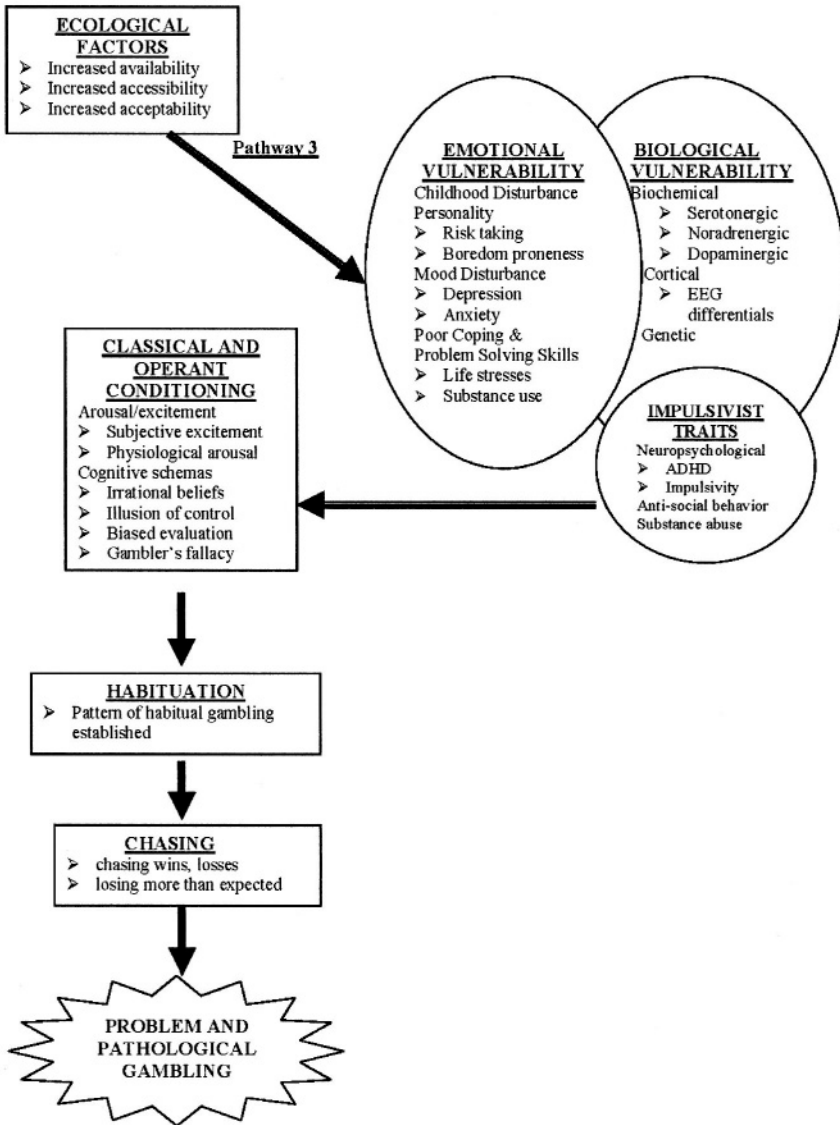 ECOLOGICAL
FACTORS
➢ Increased availability
➢ Increased accessibility
➢ Increased acceptability
Pathway 3
EMOTIONAL
VULNERABILITY
Childhood Disturbance
Personality
➢ Risk taking
➢ Boredom proneness
Mood Disturbance
➢ Depression
➢ Anxiety
Poor Coping &
Problem Solving Skills
➢ Life stresses
➢ Substance use
BIOLOGICAL
VULNERABILITY
Biochemical
➢ Serotonergic
➢ Noradrenergic
➢ Dopaminergic
Cortical
➢ EEG
differentials
Genetic
IMPULSIVIST
TRAITS
Neuropsychological
➢ ADHD
➢ Impulsivity
Anti-social behavior
Substance abuse
CLASSICAL AND
OPERANT
CONDITIONING
Arousal/excitement
➢ Subjective excitement
➢ Physiological arousal
Cognitive schemas
➢ Irrational beliefs
➢ Illusion of control
➢ Biased evaluation
➢ Gambler's fallacy
HABITUATION
➢ Pattern of habitual gambling
established
CHASING
➢ chasing wins, losses
➢ losing more than expected
PROBLEM AND
PATHOLOGICAL
GAMBLING